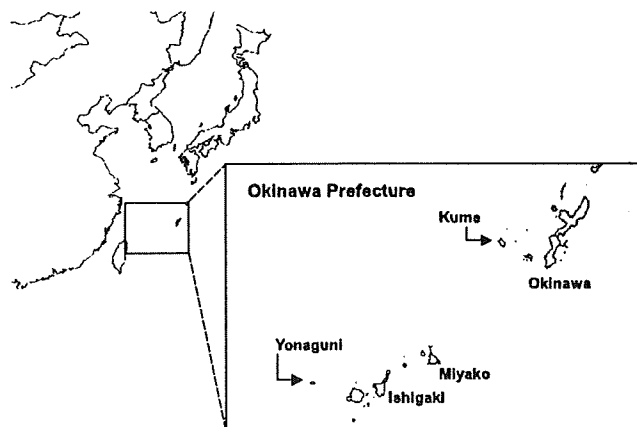 Okinawa Prefecture
Kume
Okinawa
Yonaguni
Miyako
Ishigaki